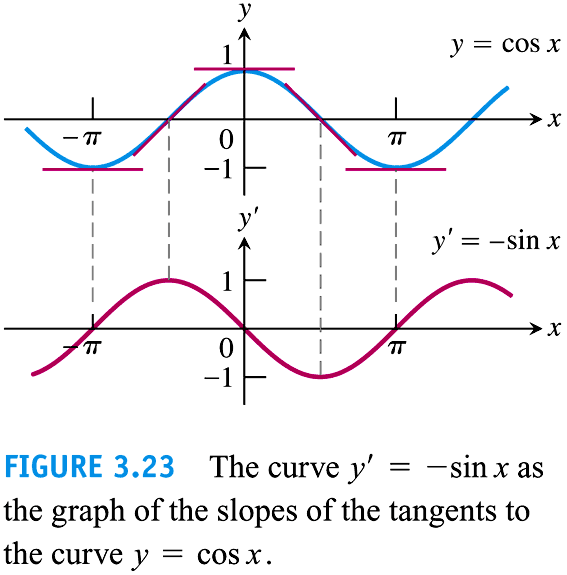 y
1
y = cos x
x
−π
0
π
−1
y′
y′ = −sin x
1
x
−π
0
π
−1
FIGURE 3.23 The curve y′ = −sin x as
the graph of the slopes of the tangents to
the curve y = cos x.